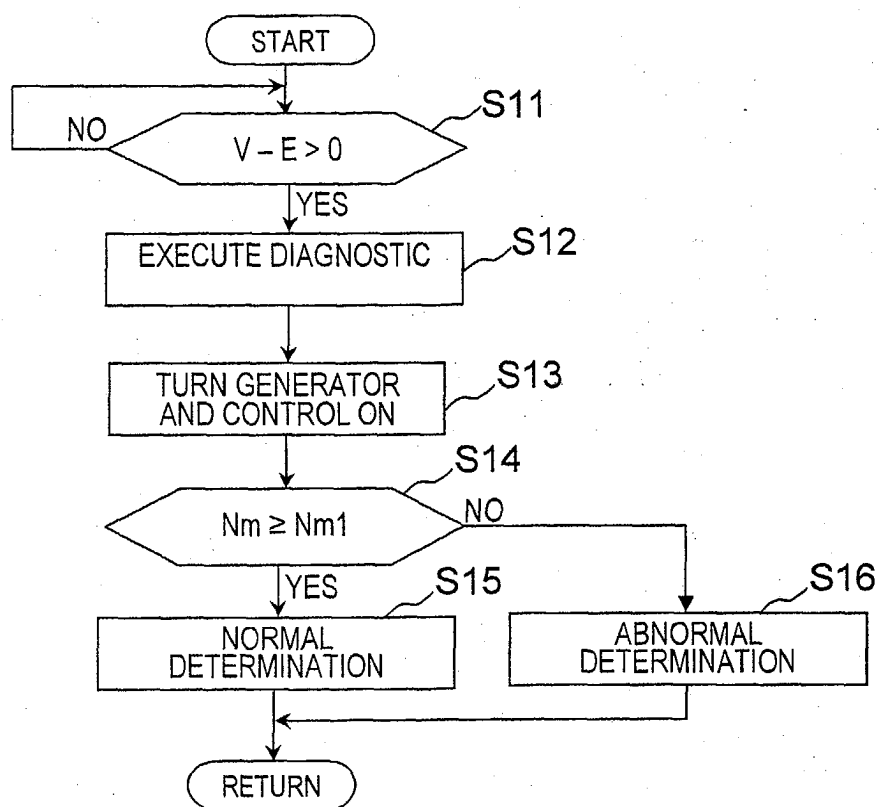 START
S11
NO
V – E > 0
YES
EXECUTE DIAGNOSTIC
S12
TURN GENERATOR
AND CONTROL ON
S13
S14
Nm ≥ Nm1
NO
YES
S15
S16
NORMAL
DETERMINATION
ABNORMAL
DETERMINATION
RETURN